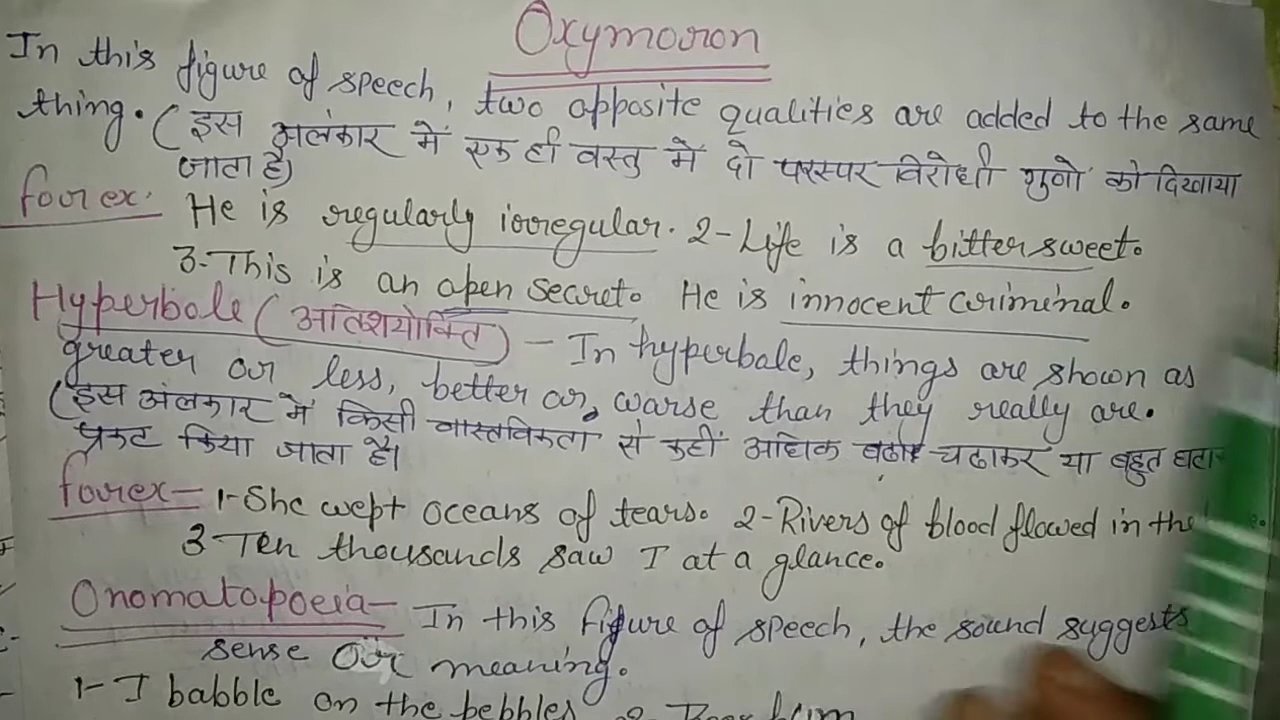 Oxymoron
In this figure of speech, two opposite qualities are added to the same
thing. (इस अलंकार में एक ही वस्तु में दो परस्पर विरोधी गुणों को दिखाया
जाता है)
for ex. He is regularly irregular. 2-Life is a bitter sweet.
3-This is an open secret. He is innocent criminal.
Hyperbole (अतिशयोक्ति) - In hyperbale, things are shown as
greater or less, better or, warse than they really are.
(इस अंलकार में किसी वास्तविकता से कहीं अधिक बढ़ा चढाकर या बहुत घटा
प्रकट किया जाता है।
for ex- 1-She wept oceans of tears. 2-Rivers of blood flowed in the
3-Ten thousands saw I at a glance.
Onomatopoeia- In this figure of speech, the sound suggests
sense Or meaning.
1- I babble on the bebbles